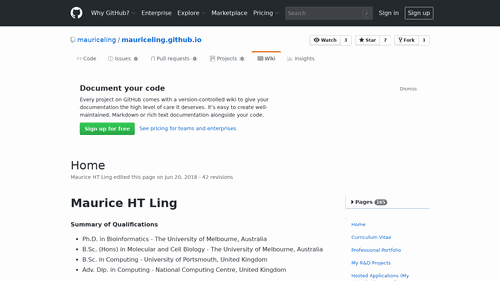 Why GitHub? Enterprise Explore Marketplace Pricing Search Sign in Sign up
mauriceling / mauriceling.github.io Watch 3 Star 7 Fork 3
Code Issues 0 Pull requests 0 Projects 0 Wiki Insights
Document your code
Dismiss
Every project on GitHub comes with a version-controlled wiki to give your
documentation the high level of care it deserves. It's easy to create well-
maintained, Markdown or rich text documentation alongside your code.
Sign up for free See pricing for teams and enterprises
Home
Maurice HT Ling edited this page on Jun 20, 2018 · 42 revisions
Maurice HT Ling
Pages 165
Summary of Qualifications
Ph.D. in Bioinformatics - The University of Melbourne, Australia
B.Sc. (Hons) in Molecular and Cell Biology - The University of Melbourne, Australia
B.Sc. in Computing - University of Portsmouth, United Kingdom
Adv. Dip. in Computing - National Computing Centre, United Kingdom
Home
Curriculum Vitae
Professional Portfolio
My R&D Projects
Hosted Applications (My